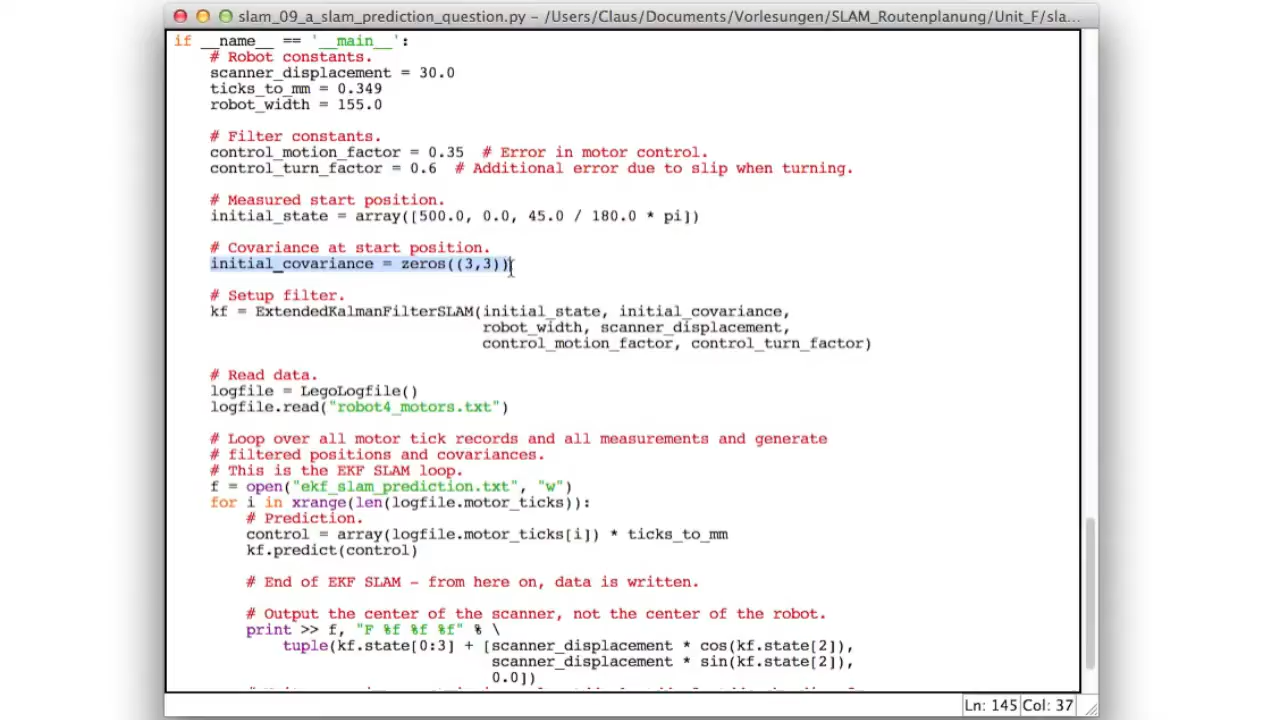 slam_09_a_slam_prediction_question.py – /Users/Claus/Documents/Vorlesungen/SLAM_Routenplanung/Unit_F/sla...
if __name__ == '__main__':
    # Robot constants.
    scanner_displacement = 30.0
    ticks_to_mm = 0.349
    robot_width = 155.0

    # Filter constants.
    control_motion_factor = 0.35  # Error in motor control.
    control_turn_factor = 0.6  # Additional error due to slip when turning.

    # Measured start position.
    initial_state = array([500.0, 0.0, 45.0 / 180.0 * pi])

    # Covariance at start position.
    initial_covariance = zeros((3,3))

    # Setup filter.
    kf = ExtendedKalmanFilterSLAM(initial_state, initial_covariance,
                                  robot_width, scanner_displacement,
                                  control_motion_factor, control_turn_factor)

    # Read data.
    logfile = LegoLogfile()
    logfile.read("robot4_motors.txt")

    # Loop over all motor tick records and all measurements and generate
    # filtered positions and covariances.
    # This is the EKF SLAM loop.
    f = open("ekf_slam_prediction.txt", "w")
    for i in xrange(len(logfile.motor_ticks)):
        # Prediction.
        control = array(logfile.motor_ticks[i]) * ticks_to_mm
        kf.predict(control)

        # End of EKF SLAM - from here on, data is written.

        # Output the center of the scanner, not the center of the robot.
        print >> f, "F %f %f %f" % \
            tuple(kf.state[0:3] + [scanner_displacement * cos(kf.state[2]),
                                   scanner_displacement * sin(kf.state[2]),
                                   0.0])
Ln: 145 Col: 37